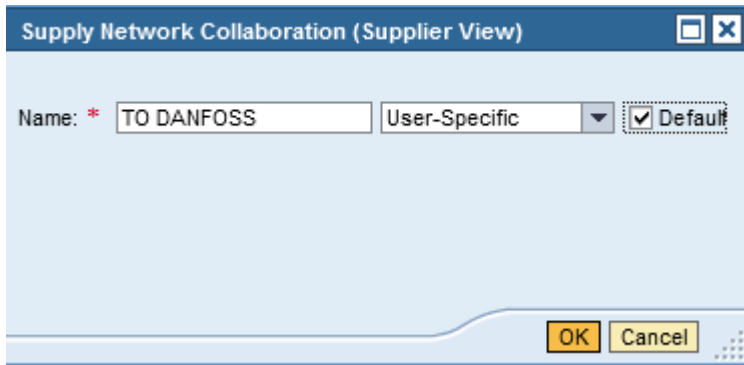 Supply Network Collaboration (Supplier View)
Name: * TO DANFOSS User-Specific Default
OK Cancel